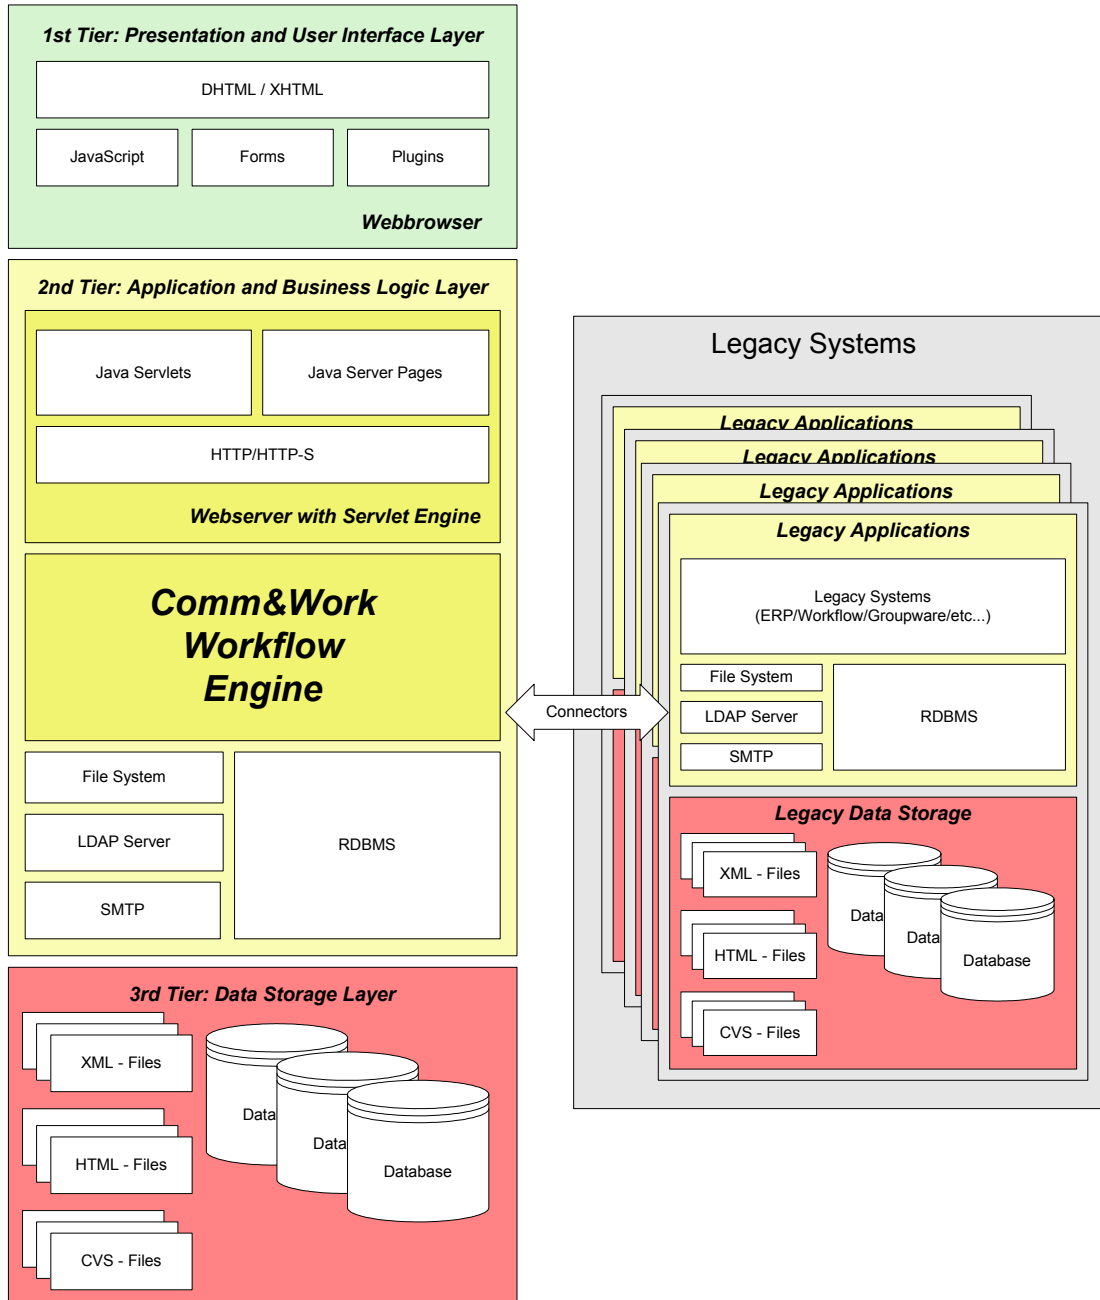 1st Tier: Presentation and User Interface Layer
DHTML / XHTML
JavaScript
Forms
Plugins
Webbrowser
2nd Tier: Application and Business Logic Layer
Java Servlets
Java Server Pages
HTTP/HTTP-S
Webserver with Servlet Engine
Comm&Work
Workflow
Engine
File System
LDAP Server
SMTP
RDBMS
3rd Tier: Data Storage Layer
XML - Files
HTML - Files
CVS - Files
Data
Data
Database
Connectors
Legacy Systems
Legacy Applications
Legacy Applications
Legacy Applications
Legacy Applications
Legacy Systems
(ERP/Workflow/Groupware/etc...)
File System
LDAP Server
SMTP
RDBMS
Legacy Data Storage
XML - Files
HTML - Files
CVS - Files
Data
Data
Database